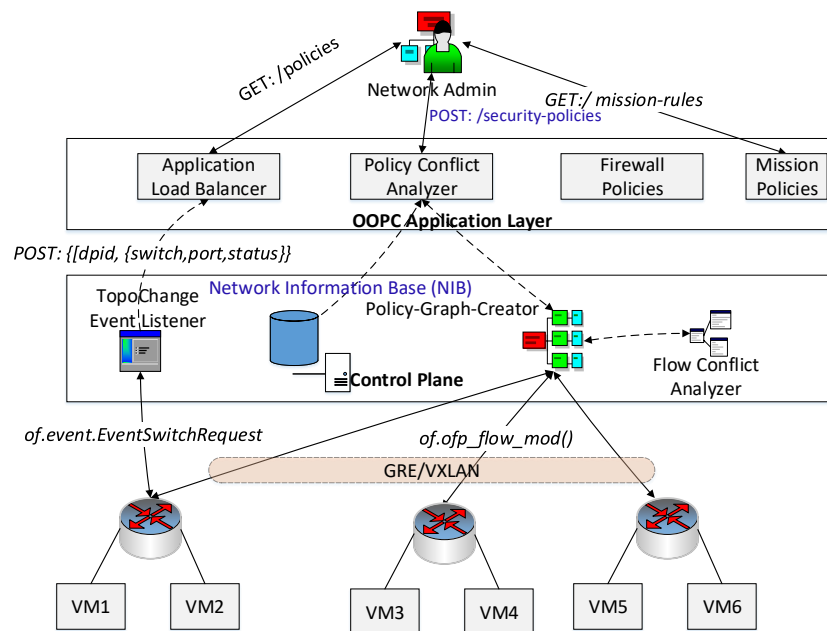 GET: /policies
Network Admin
GET:/ mission-rules
POST: /security-policies
Application
Load Balancer
Policy Conflict
Analyzer
Firewall
Policies
Mission
Policies
OOPC Application Layer
POST: {[dpid, {switch,port,status}}
Network Information Base (NIB)
TopoChange
Event Listener
Policy-Graph-Creator
Flow Conflict
Analyzer
Control Plane
of.event.EventSwitchRequest
of.ofp_flow_mod()
GRE/VXLAN
VM1
VM2
VM3
VM4
VM5
VM6